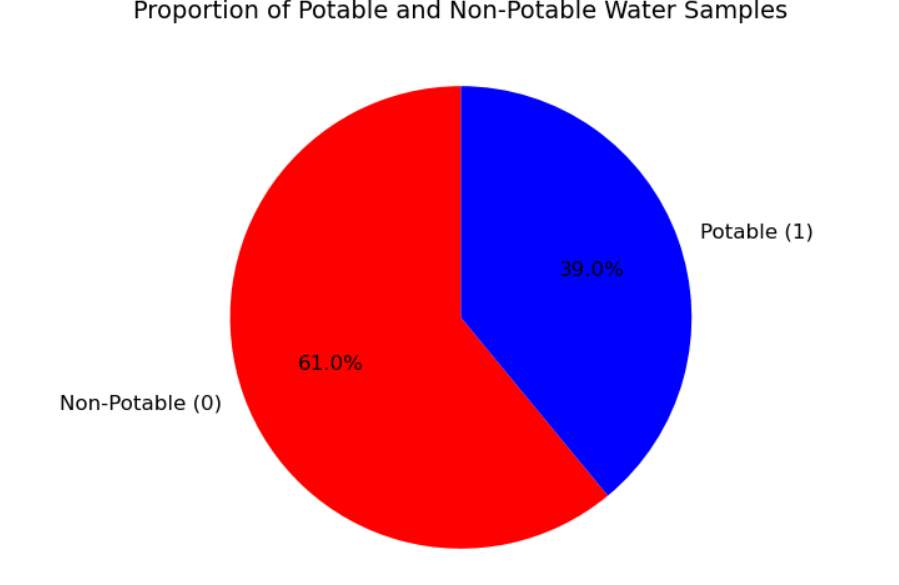 Proportion of Potable and Non-Potable Water Samples
Potable (1)
39.0%
61.0%
Non-Potable (0)